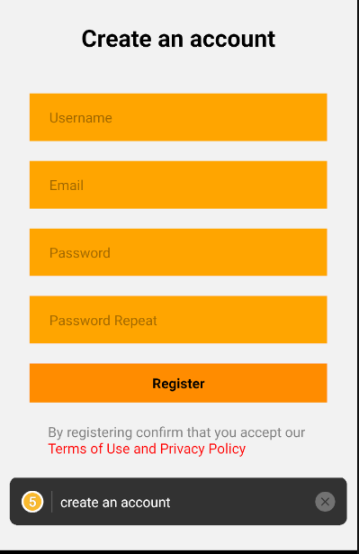 Create an account
Username
Email
Password
Password Repeat
Register
By registering confirm that you accept our
Terms of Use and Privacy Policy
5 create an account